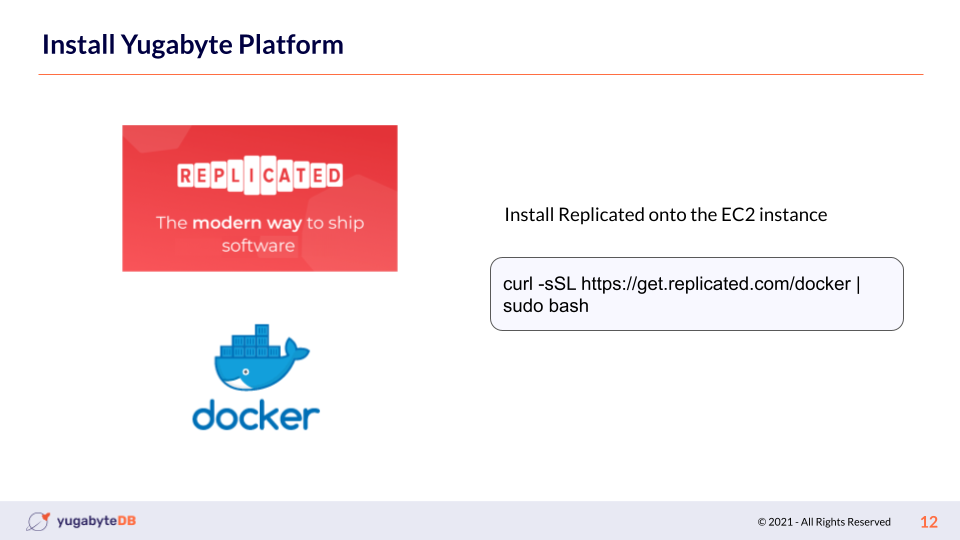 Install Yugabyte Platform
REPLICATED
The modern way to ship
software
docker
Install Replicated onto the EC2 instance
curl -sSL https://get.replicated.com/docker |
sudo bash
yugabyteDB
© 2021 - All Rights Reserved
12